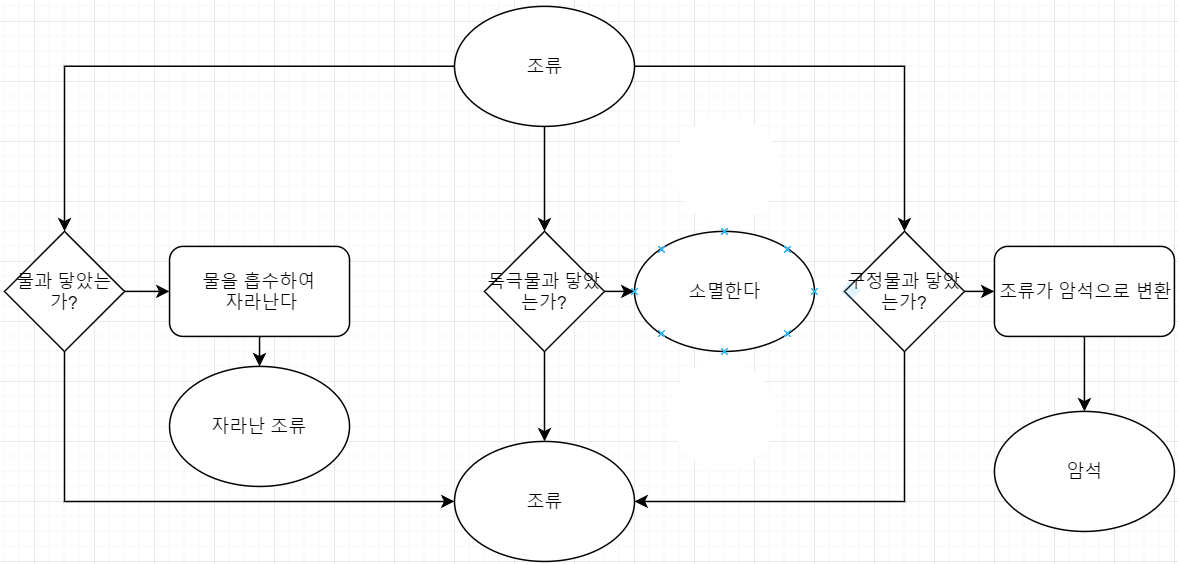 조류
물과 닿았는
가?
물을 흡수하여
자라난다
자라난 조류
독극물과 닿았
는가?
소멸한다
구정물과 닿았
는가?
조류가 암석으로 변환
암석
조류